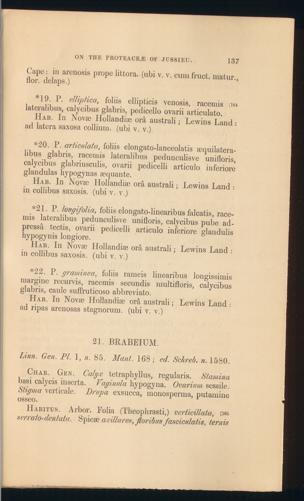 ON THE PROTEACEÆ OF JUSSIEU. 137
Cape: in arenosis prope littora. (ubi v. v. cum fruct. matur.,
flor. delaps.)
*19. P. elliptica, foliis ellipticis venosis, racemis
lateralibus, calycibus glabris, pedicello ovarii articulato.
HAB. In Novæ Hollandiæ orâ australi; Lewins Land:
ad latera saxosa collium. (ubi v. v.)
*20. P. articulata, foliis elongato-lanceolatis æquilatera-
libus glabris, racemis lateralibus pedunculisve unifloris,
calycibus glabriusculis, ovarii pedicelli articulo inferiore
glandulas hypogynas æquante.
HAB. In Novæ Hollandiæ orâ australi; Lewins Land:
in collibus saxosis. (ubi v. v.)
*21. P. longifolia, foliis elongato-linearibus falcatis, race-
mis lateralibus pedunculisve unifloris, calycibus pube ad-
pressâ tectis, ovarii pedicelli articulo inferiore glandulis
hypogynis longiore.
HAB. In Novæ Hollandiæ orâ australi; Lewins Land:
in collibus saxosis. (ubi v. v.)
*22. P. graminea, foliis rameis linearibus longissimis
margine recurvis, racemis secundis multifloris, calycibus
glabris, caule suffruticoso abbreviato.
HAB. In Novæ Hollandiæ orâ australi; Lewins Land:
ad ripas arenosas stagnorum. (ubi v. v.)
21. BRABEIUM.
Linn. Gen. Pl. 1, n. 85. Mant. 168; ed. Schreb. n. 1580.
CHAR. GEN. Calyx tetraphyllus, regularis. Stamina
basi calycis inserta. Vaginula hypogyna. Ovarium sessile.
Stigma verticale. Drupa exsucca, monosperma, putamine
osseo.
HABITUS. Arbor. Folia (Theophrasti,) verticillata,
serrato-dentata. Spicæ axillares, floribus fasciculatis, ternis